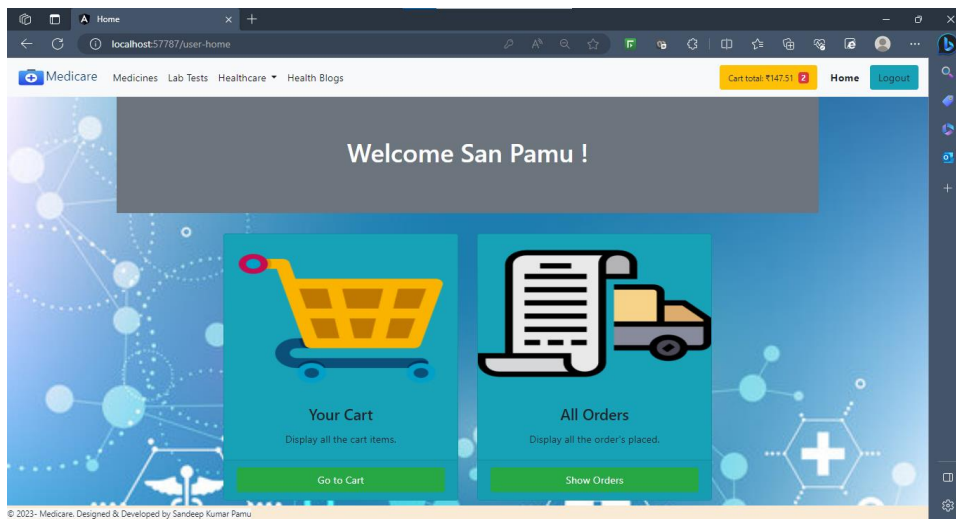 Home
localhost:57787/user-home
Medicare Medicines Lab Tests Healthcare Health Blogs Cart total: ₹147.51 2 Home Logout
Welcome San Pamu !
Your Cart
Display all the cart items.
Go to Cart
All Orders
Display all the order's placed.
Show Orders
© 2023- Medicare. Designed & Developed by Sandeep Kumar Pamu